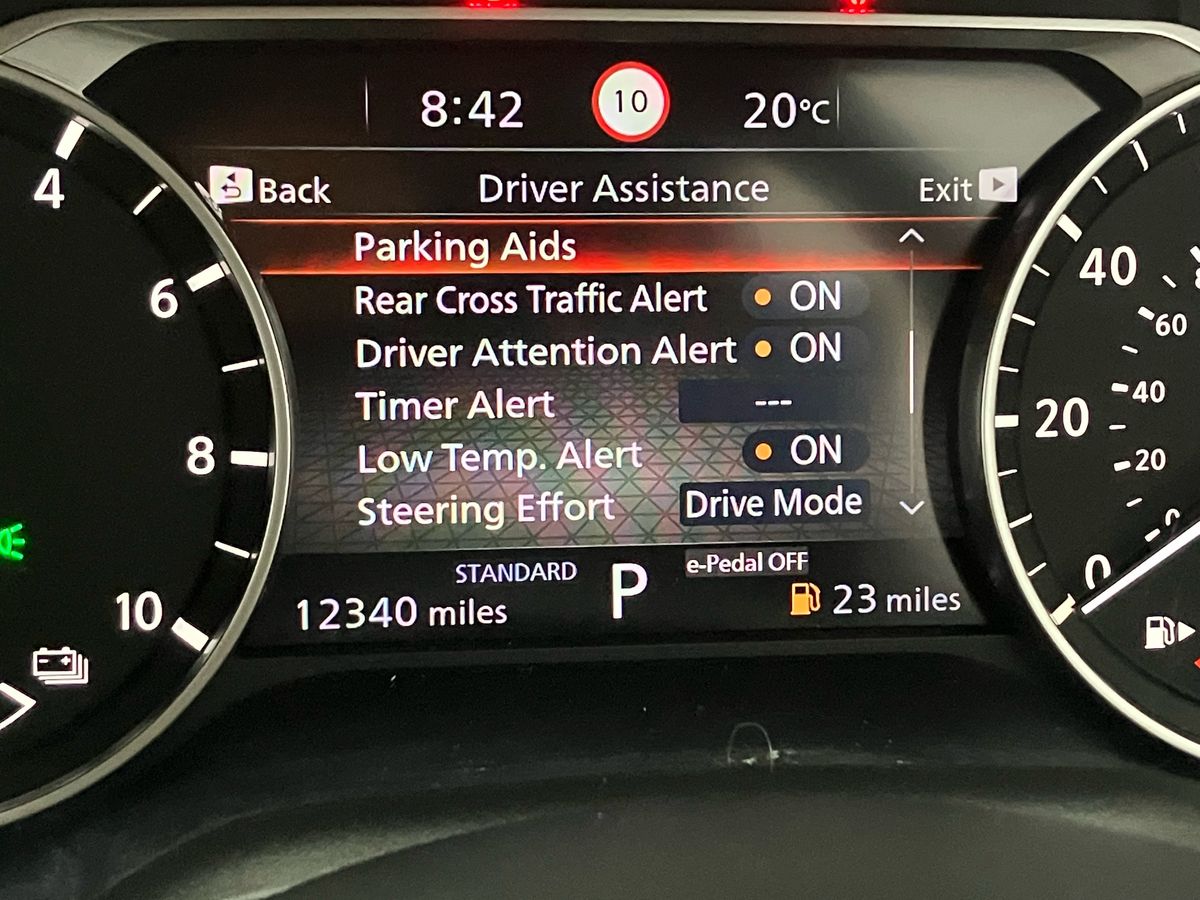 8:42 10 20°C
Back Driver Assistance Exit
Parking Aids
Rear Cross Traffic Alert ON
Driver Attention Alert ON
Timer Alert ---
Low Temp. Alert ON
Steering Effort Drive Mode
STANDARD P e-Pedal OFF
12340 miles 23 miles
4
6
8
10
40
20
0
60
40
20
0